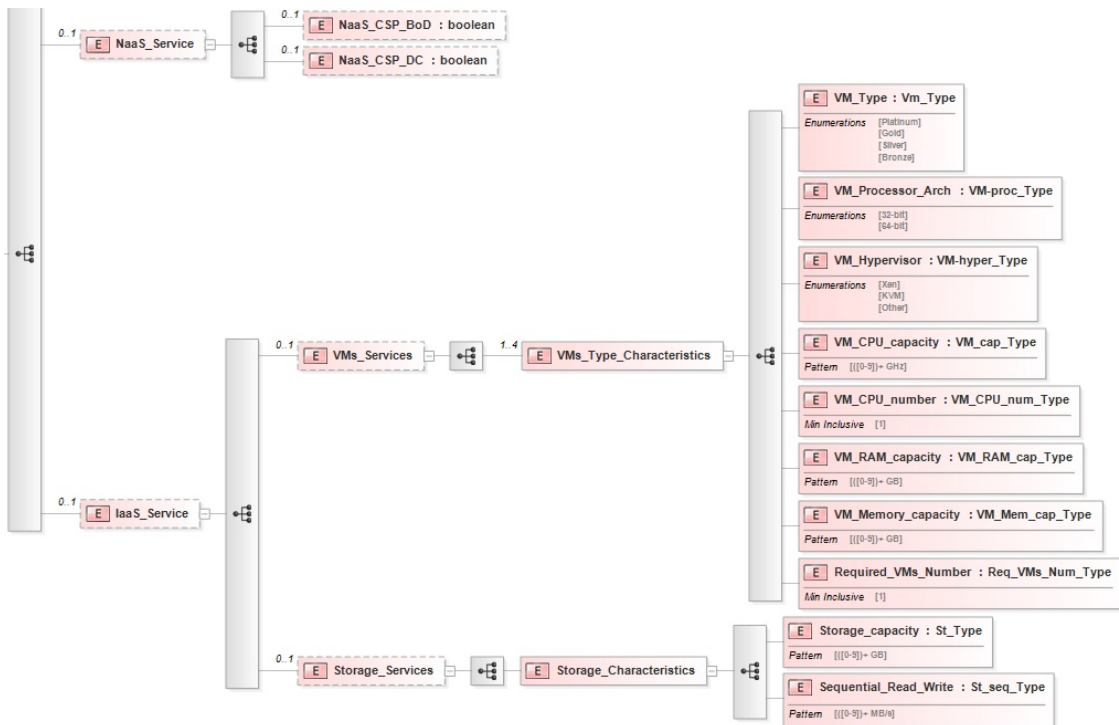 0..1
NaaS_CSP_BoD : boolean
0..1
E NaaS_Service
E
0..1
E NaaS_CSP_DC : boolean
E VM_Type : Vm_Type
Enumerations [Platinum]
[Gold]
[Silver]
[Bronze]
E VM_Processor_Arch : VM-proc_Type
Enumerations [32-bit]
[64-bit]
E VM_Hypervisor : VM-hyper_Type
Enumerations [Xen]
[KVM]
[Other]
0..1
E VMs_Services
1..4
E VMs_Type_Characteristics
E VM_CPU_capacity : VM_cap_Type
Pattern [([0-9])+ GHz]
E VM_CPU_number : VM_CPU_num_Type
Min Inclusive [1]
E VM_RAM_capacity : VM_RAM_cap_Type
Pattern [([0-9])+ GB]
0..1
E IaaS_Service
E VM_Memory_capacity : VM_Mem_cap_Type
Pattern [([0-9])+ GB]
E Required_VMs_Number : Req_VMs_Num_Type
Min Inclusive [1]
0..1
E Storage_Services
E Storage_Characteristics
E Storage_capacity : St_Type
Pattern [([0-9])+ GB]
E Sequential_Read_Write : St_seq_Type
Pattern [([0-9])+ MB/s]